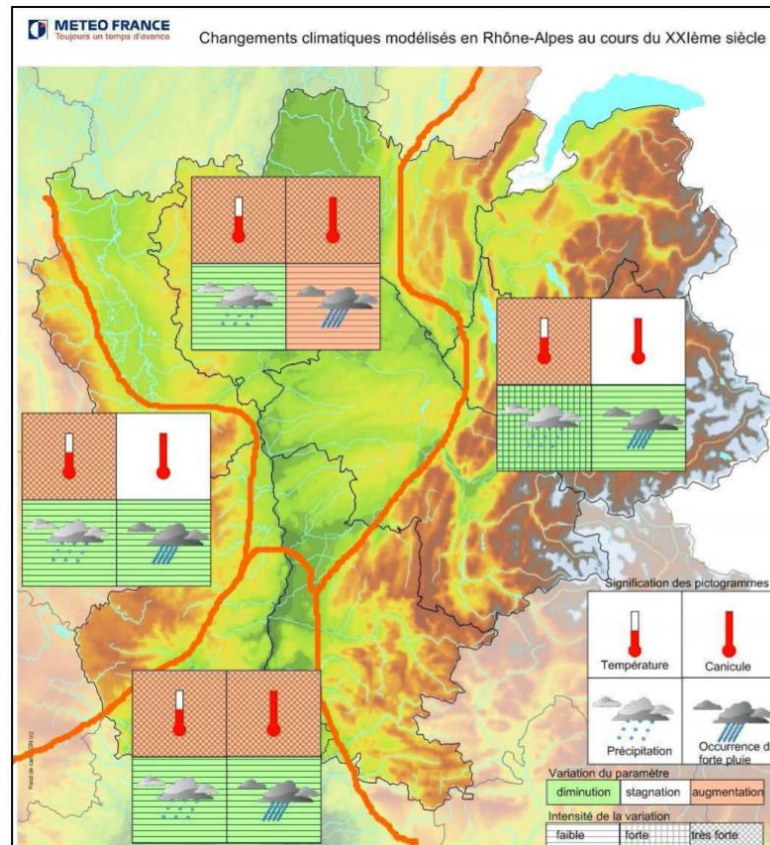 METEO FRANCE
Toujours un temps d'avance
Changements climatiques modélisés en Rhône-Alpes au cours du XXIème siècle
Signification des pictogrammes
Température
Canicule
Précipitation
Occurrence d
forte pluie
Variation du paramètre
diminution
stagnation
augmentation
Intensité de la variation
faible
forte
très forte